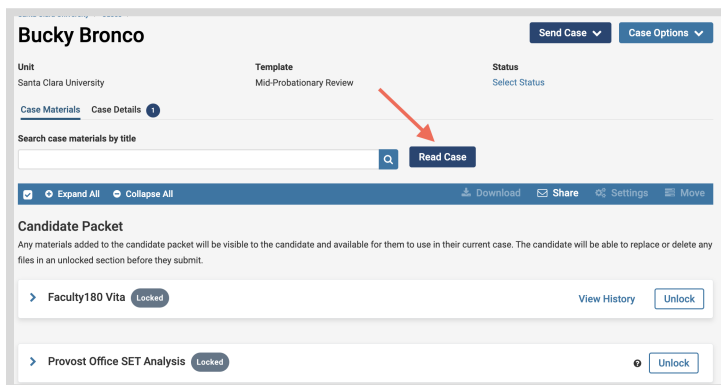 Bucky Bronco
Send Case
Case Options
Unit
Template
Status
Santa Clara University
Mid-Probationary Review
Select Status
Case Materials
Case Details 1
Search case materials by title
Read Case
Expand All
Collapse All
Download
Share
Settings
Move
Candidate Packet
Any materials added to the candidate packet will be visible to the candidate and available for them to use in their current case. The candidate will be able to replace or delete any
files in an unlocked section before they submit.
Faculty180 Vita Locked
View History
Unlock
Provost Office SET Analysis Locked
Unlock